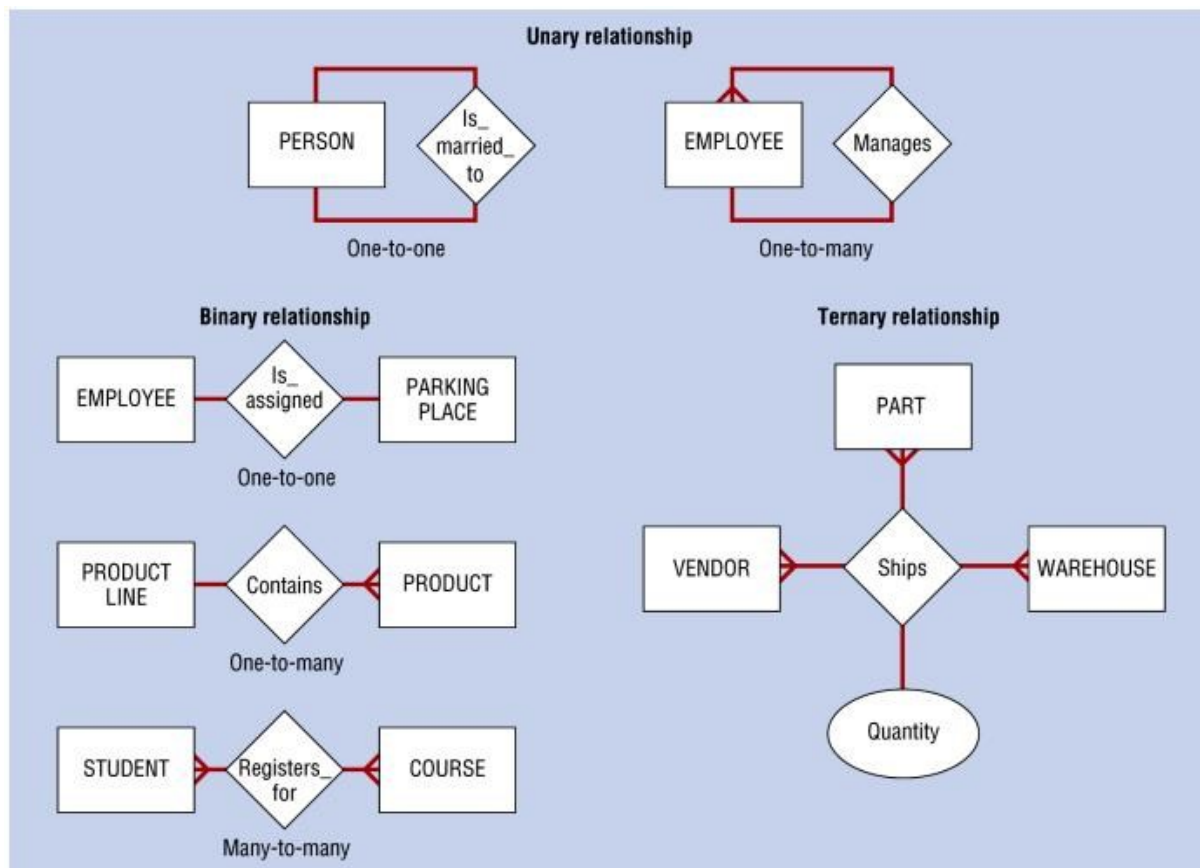 Unary relationship
PERSON
Is_
married_
to
One-to-one
EMPLOYEE
Manages
One-to-many
Binary relationship
EMPLOYEE
Is_
assigned
PARKING
PLACE
One-to-one
PRODUCT
LINE
Contains
PRODUCT
One-to-many
STUDENT
Registers_
for
COURSE
Many-to-many
Ternary relationship
PART
VENDOR
Ships
WAREHOUSE
Quantity